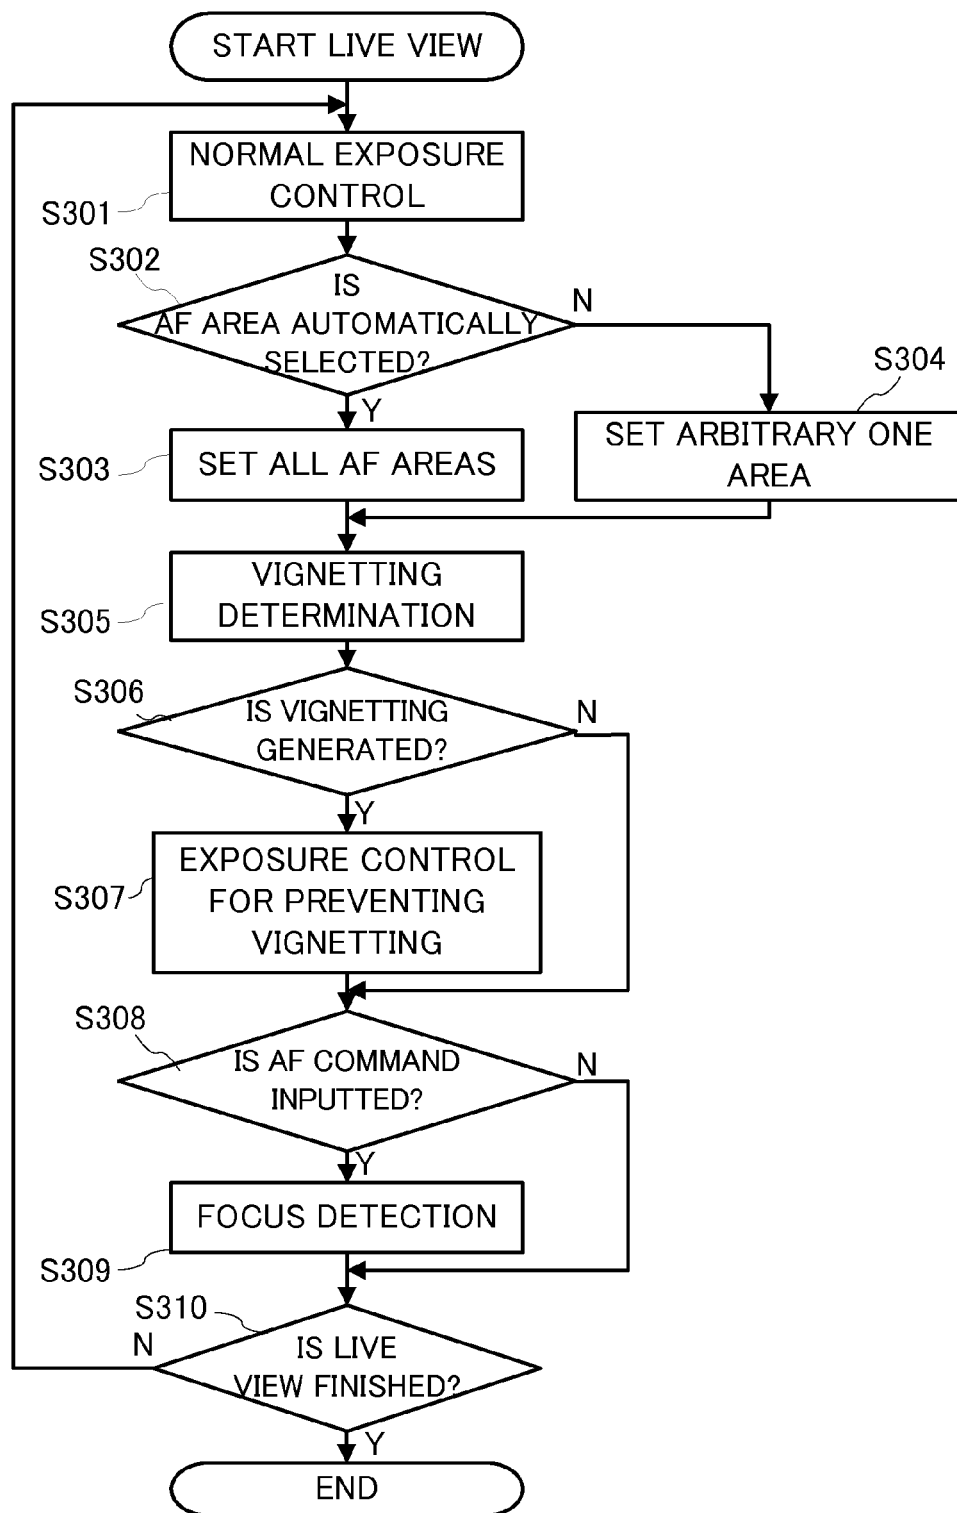 START LIVE VIEW
NORMAL EXPOSURE
CONTROL
S301
S302
IS
AF AREA AUTOMATICALLY
SELECTED?
N
Y
S304
SET ARBITRARY ONE
AREA
S303
SET ALL AF AREAS
VIGNETTING
DETERMINATION
S305
S306
IS VIGNETTING
GENERATED?
N
Y
EXPOSURE CONTROL
FOR PREVENTING
VIGNETTING
S307
S308
IS AF COMMAND
INPUTTED?
N
Y
FOCUS DETECTION
S309
S310
IS LIVE
VIEW FINISHED?
N
Y
END